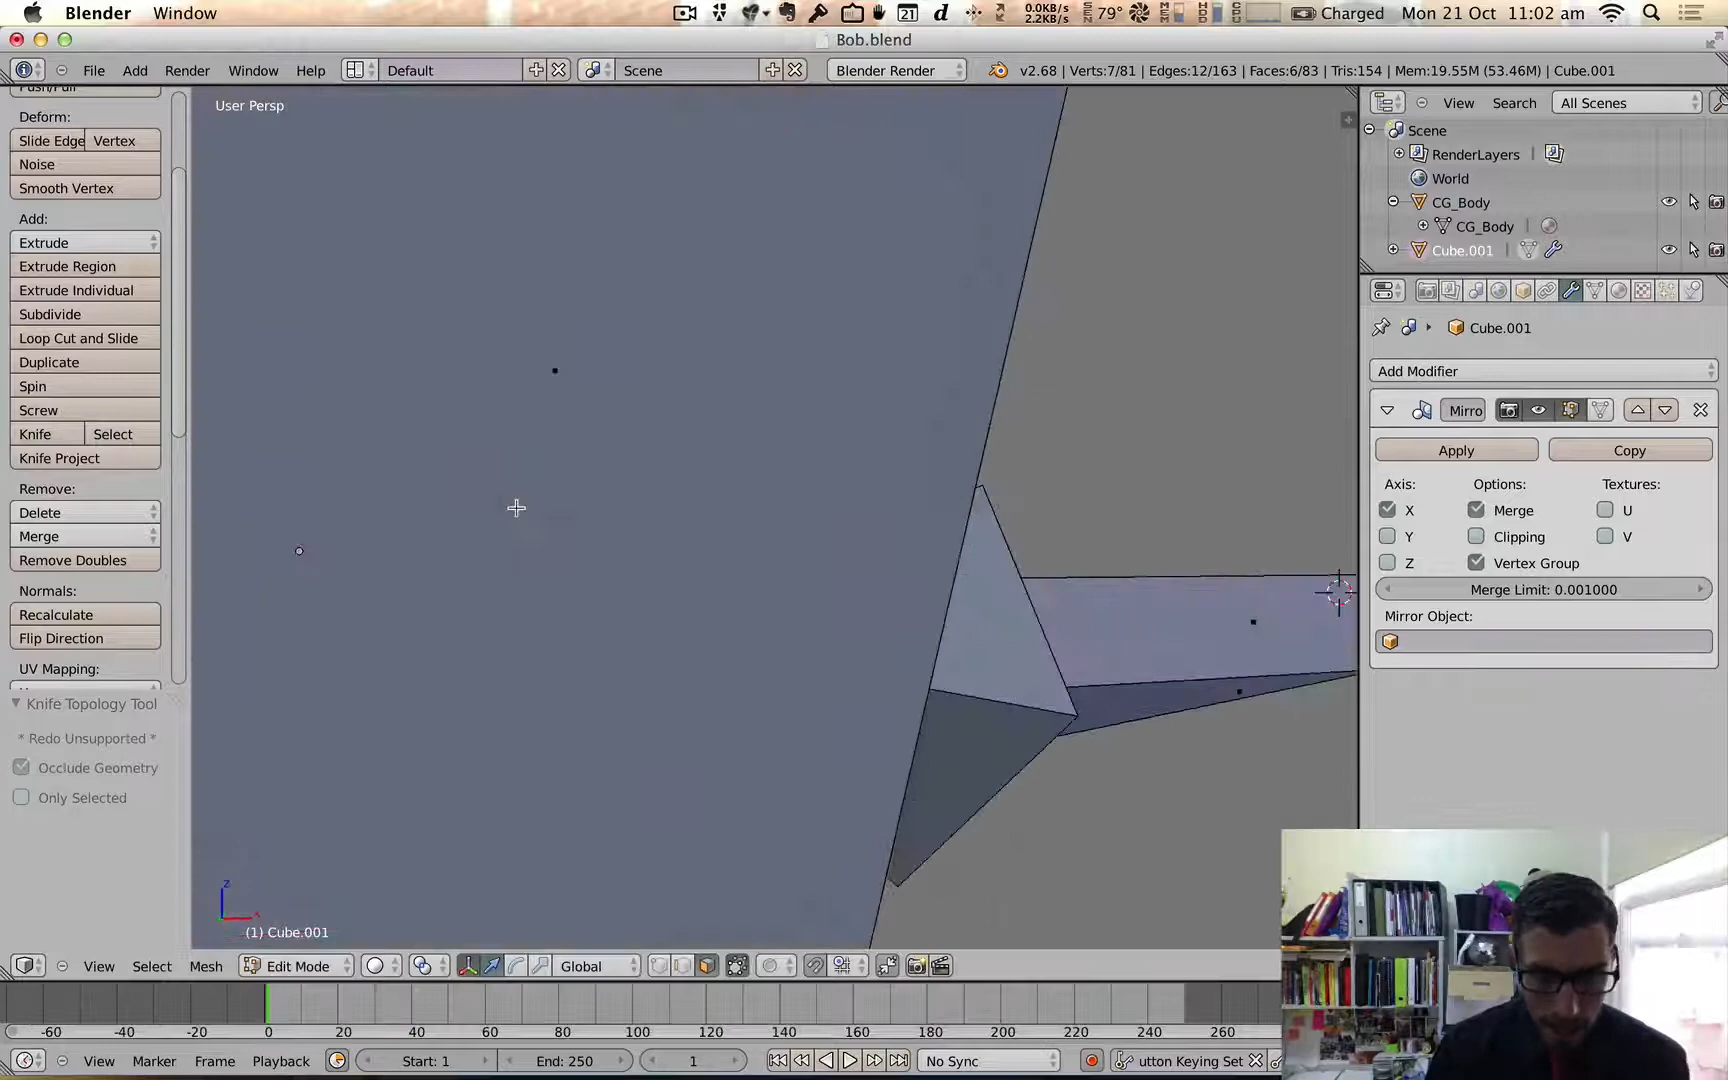 Blender Window 21 d 0.0KB/s 2.2KB/s 79° MEM HD CPU Charged Mon 21 Oct 11:02 am
Bob.blend
File Add Render Window Help Default Scene Blender Render v2.68 | Verts:7/81 | Edges:12/163 | Faces:6/83 | Tris:154 | Mem:19.55M (53.46M) | Cube.001
Push/Pull
Deform:
Slide Edge Vertex
Noise
Smooth Vertex
Add:
Extrude
Extrude Region
Extrude Individual
Subdivide
Loop Cut and Slide
Duplicate
Spin
Screw
Knife Select
Knife Project
Remove:
Delete
Merge
Remove Doubles
Normals:
Recalculate
Flip Direction
UV Mapping:
Knife Topology Tool
* Redo Unsupported *
Occlude Geometry
Only Selected
User Persp
z
(1) Cube.001
View Search All Scenes
Scene
RenderLayers
World
CG_Body
CG_Body
Cube.001
Cube.001
Add Modifier
Mirro
Apply Copy
Axis: Options: Textures:
X Merge U
Y Clipping V
Z Vertex Group
Merge Limit: 0.001000
Mirror Object:
View Select Mesh Edit Mode Global
-60 -40 -20 0 20 40 60 80 100 120 140 160 180 200 220 240 260
View Marker Frame Playback Start: 1 End: 250 1 No Sync utton Keying Set